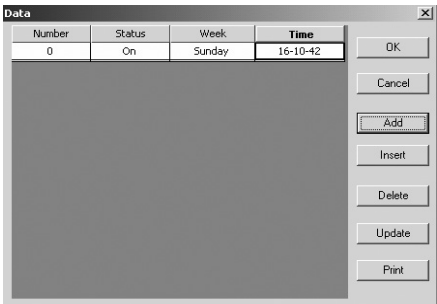 Data
Number Status Week Time
0 On Sunday 16-10-42
OK
Cancel
Add
Insert
Delete
Update
Print